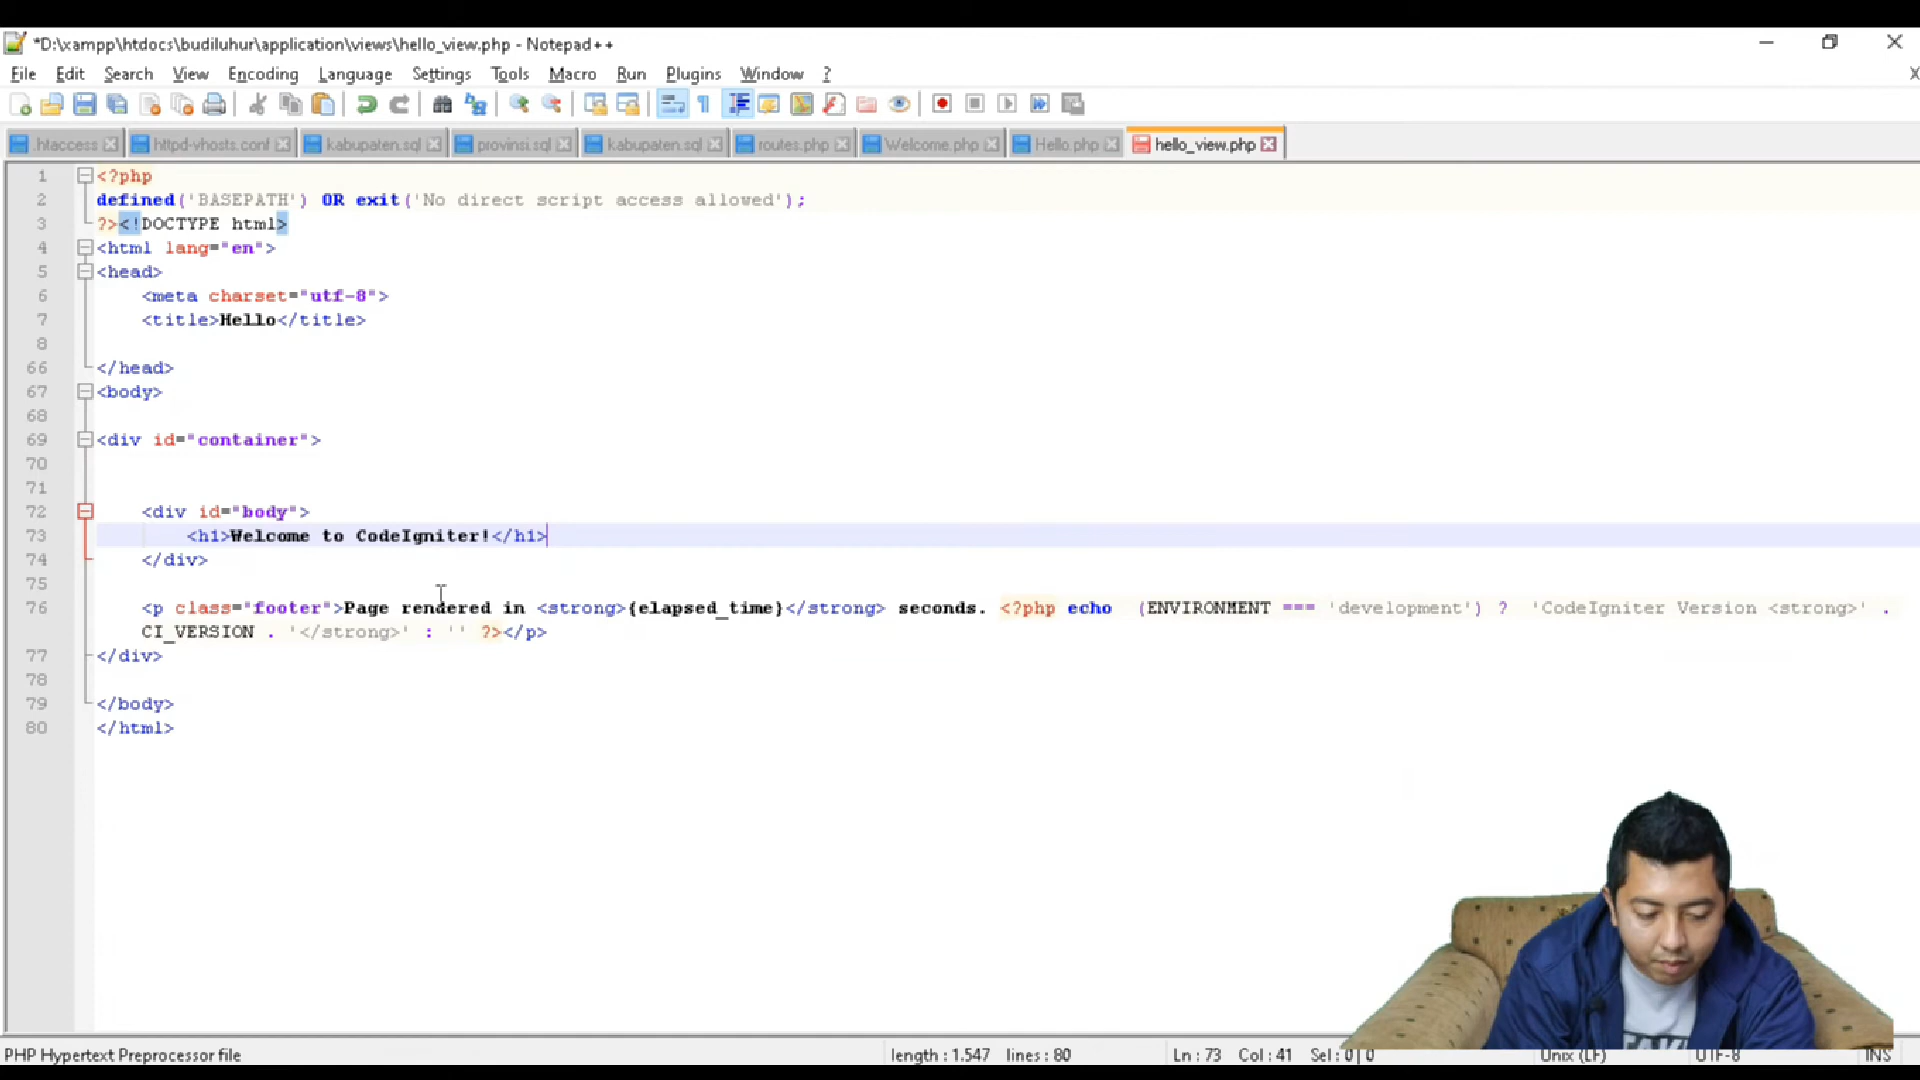 *D:\xampp\htdocs\budiluhur\application\views\hello_view.php - Notepad++
File Edit Search View Encoding Language Settings Tools Macro Run Plugins Window ? X
.htaccess httpd-vhosts.conf kabupaten.sql provinsi.sql kabupaten.sql routes.php Welcome.php Hello.php hello_view.php
1 <?php
2 defined('BASEPATH') OR exit('No direct script access allowed');
3 ?><!DOCTYPE html>
4 <html lang="en">
5 <head>
6 <meta charset="utf-8">
7 <title>Hello</title>
8
66 </head>
67 <body>
68
69 <div id="container">
70
71
72 <div id="body">
73 <h1>Welcome to CodeIgniter!</h1>
74 </div>
75
76 <p class="footer">Page rendered in <strong>{elapsed_time}</strong> seconds. <?php echo (ENVIRONMENT === 'development') ? 'CodeIgniter Version <strong>' .
CI_VERSION . '</strong>' : '' ?></p>
77 </div>
78
79 </body>
80 </html>
PHP Hypertext Preprocessor file length : 1.547 lines : 80 Ln : 73 Col : 41 Sel : 0 | 0 Unix (LF) UTF-8 INS